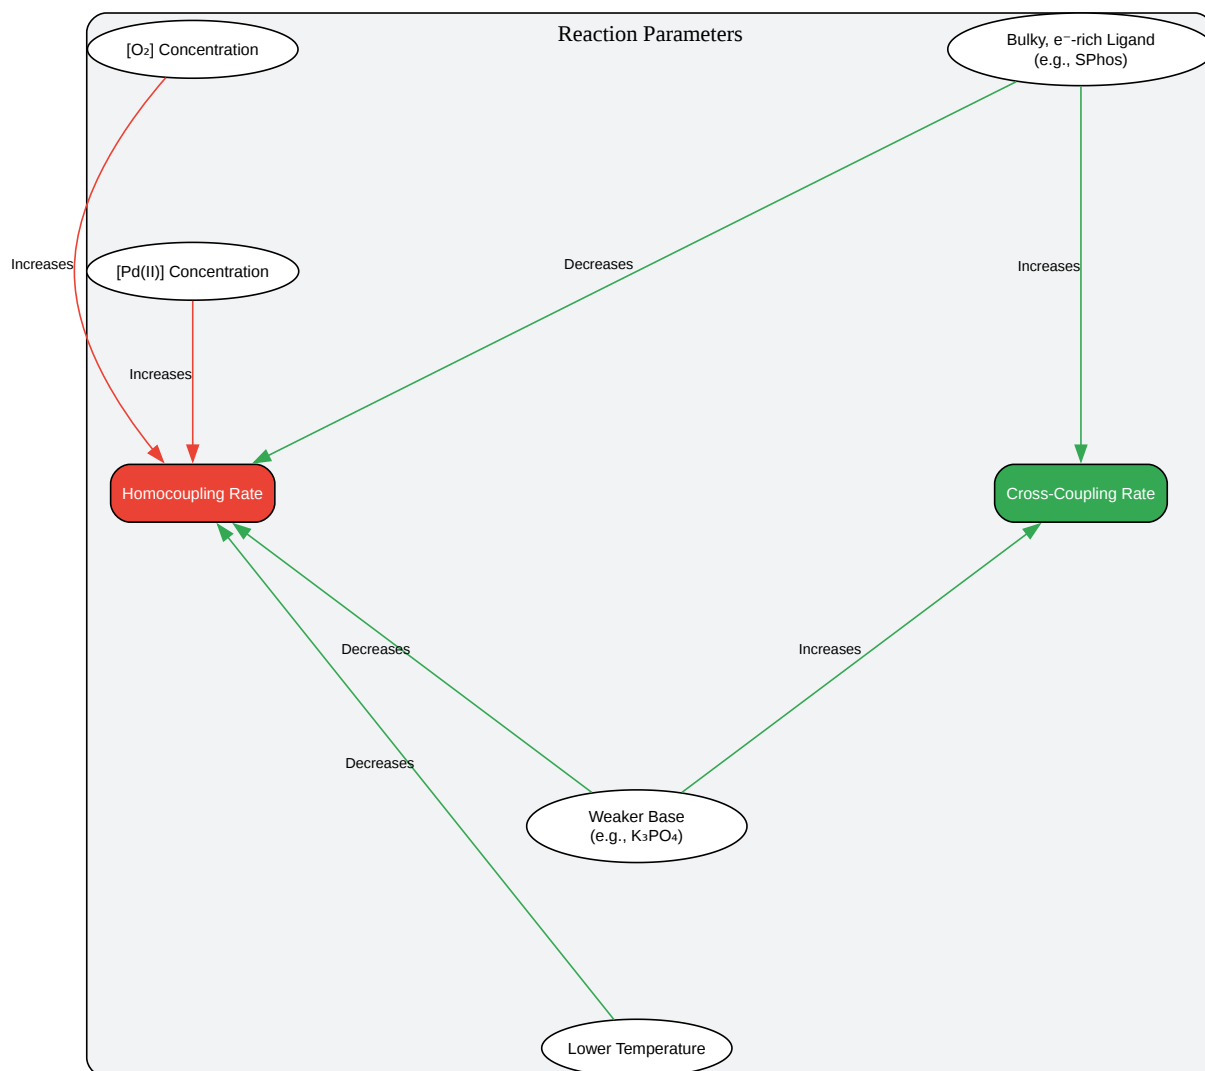 Reaction Parameters
[O₂] Concentration
Bulky, e⁻-rich Ligand
(e.g., SPhos)
Increases
[Pd(II)] Concentration
Decreases
Increases
Increases
Homocoupling Rate
Cross-Coupling Rate
Decreases
Increases
Decreases
Weaker Base
(e.g., K₃PO₄)
Lower Temperature